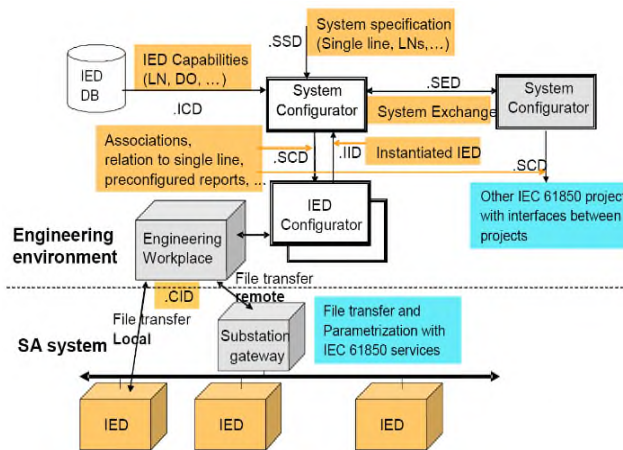 System specification
(Single line, LNs,...)
.SSD
IED Capabilities
(LN, DO, ...)
IED
DB
.ICD
System
Configurator
.SED
System
Configurator
System Exchange
Associations,
relation to single line,
preconfigured reports, ...
.SCD
.IID
Instantiated IED
.SCD
IED
Configurator
Other IEC 61850 project
with interfaces between
projects
Engineering
environment
Engineering
Workplace
.CID
File transfer
remote
File transfer
Local
SA system
Substation
gateway
File transfer and
Parametrization with
IEC 61850 services
IED
IED
IED